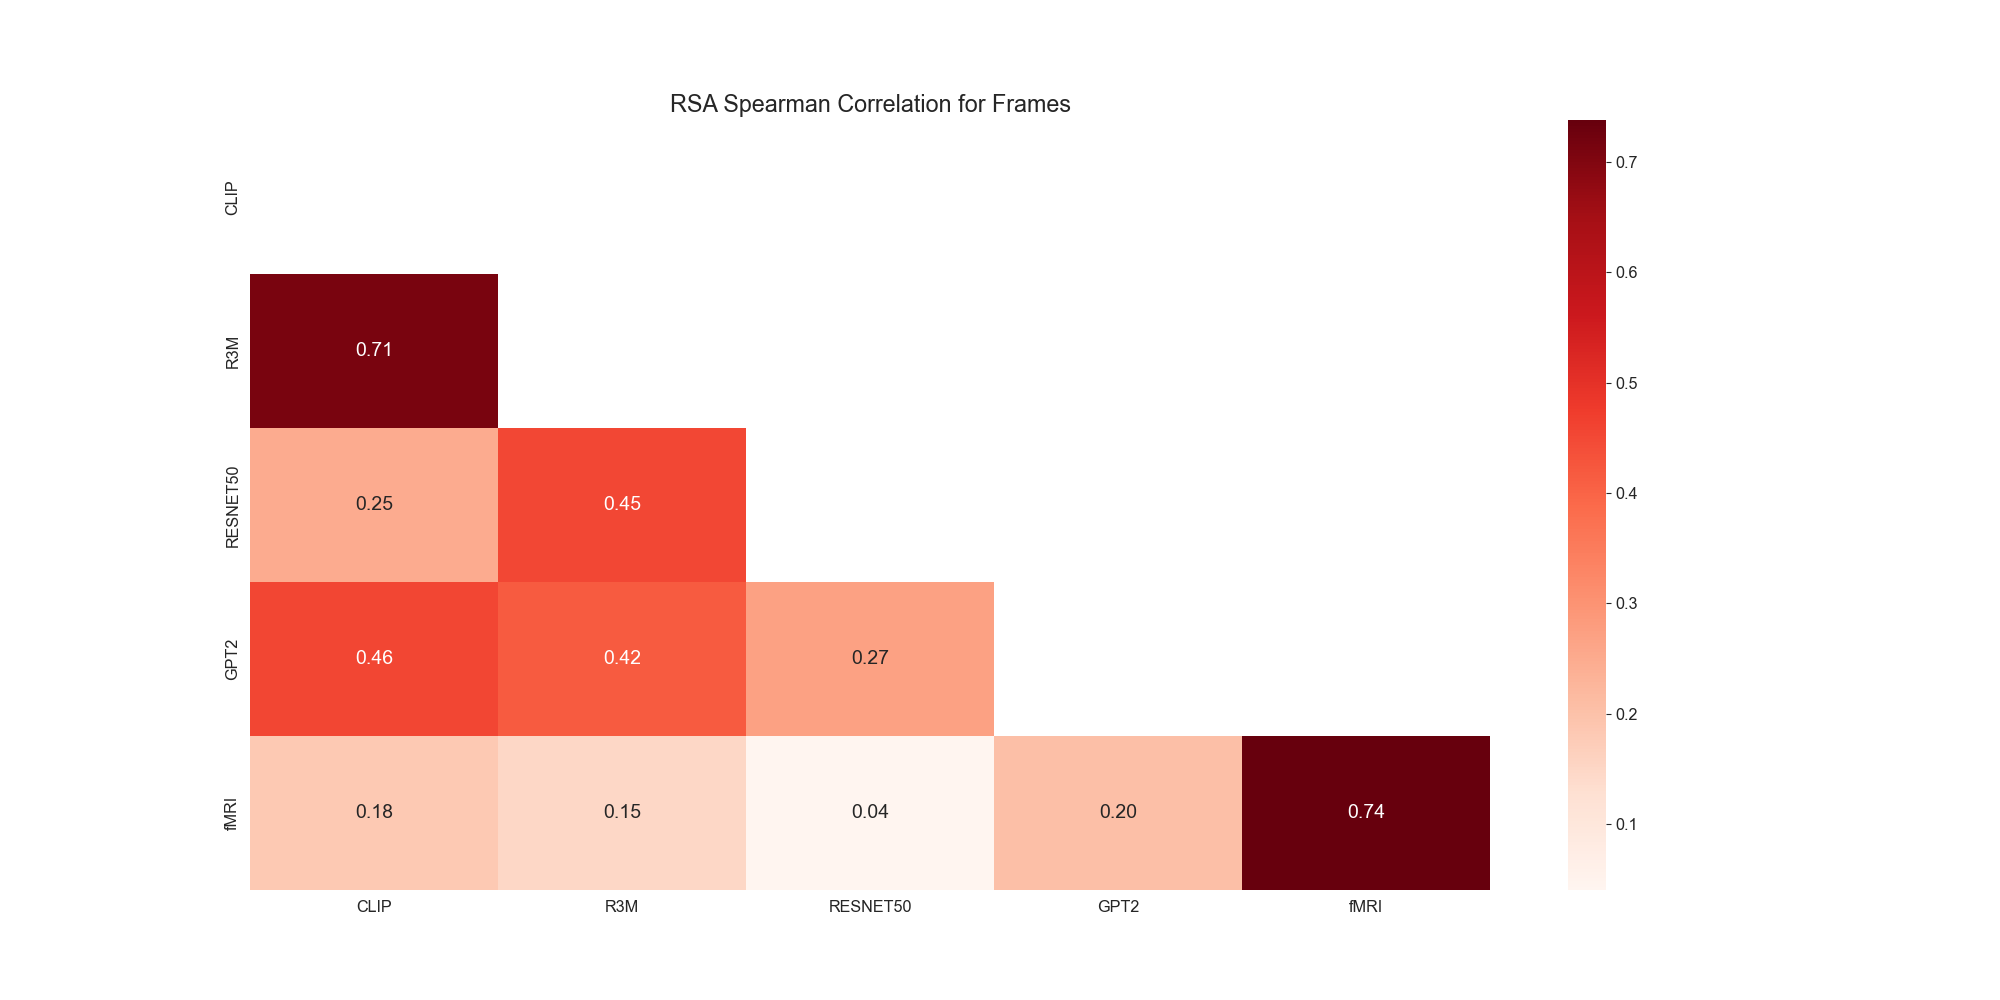 RSA Spearman Correlation for Frames
CLIP
R3M
0.71
RESNET50
0.25 0.45
GPT2
0.46 0.42 0.27
fMRI
0.18 0.15 0.04 0.20 0.74
CLIP R3M RESNET50 GPT2 fMRI
0.7
0.6
0.5
0.4
0.3
0.2
0.1